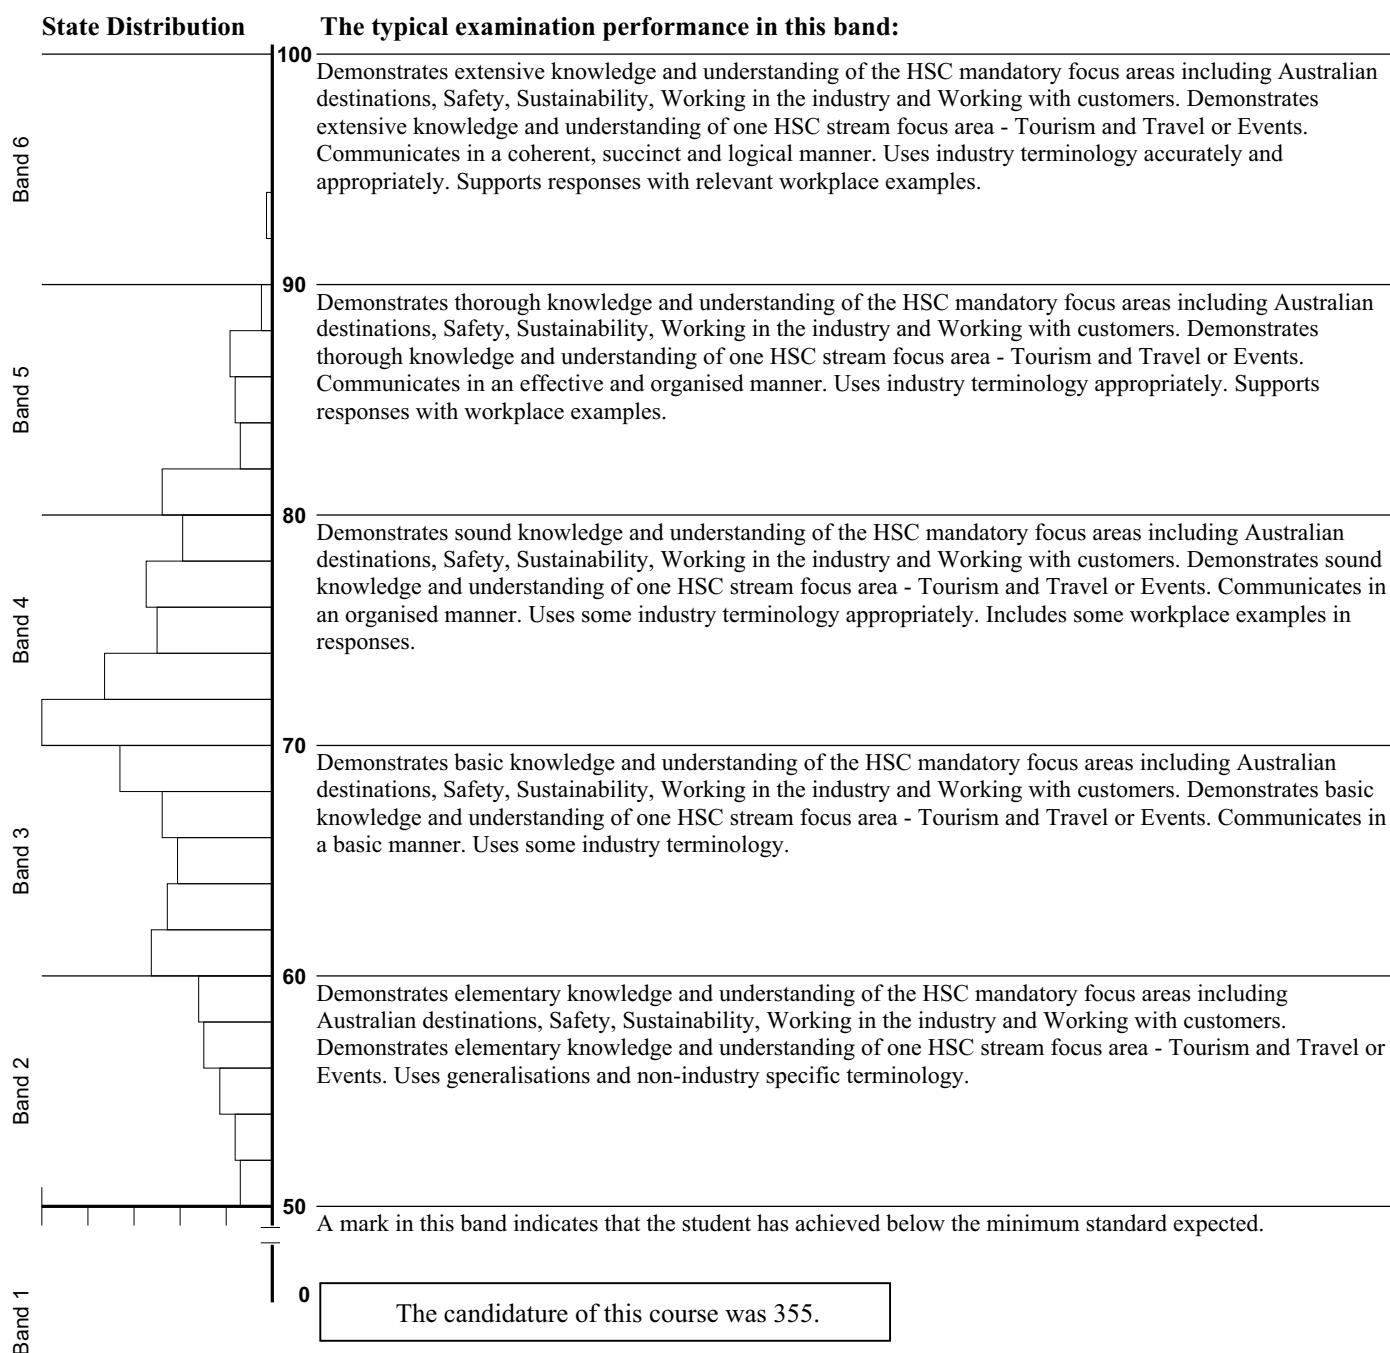 State Distribution
The typical examination performance in this band:
100
Band 6
Demonstrates extensive knowledge and understanding of the HSC mandatory focus areas including Australian
destinations, Safety, Sustainability, Working in the industry and Working with customers. Demonstrates
extensive knowledge and understanding of one HSC stream focus area - Tourism and Travel or Events.
Communicates in a coherent, succinct and logical manner. Uses industry terminology accurately and
appropriately. Supports responses with relevant workplace examples.
90
Band 5
Demonstrates thorough knowledge and understanding of the HSC mandatory focus areas including Australian
destinations, Safety, Sustainability, Working in the industry and Working with customers. Demonstrates
thorough knowledge and understanding of one HSC stream focus area - Tourism and Travel or Events.
Communicates in an effective and organised manner. Uses industry terminology appropriately. Supports
responses with workplace examples.
80
Band 4
Demonstrates sound knowledge and understanding of the HSC mandatory focus areas including Australian
destinations, Safety, Sustainability, Working in the industry and Working with customers. Demonstrates sound
knowledge and understanding of one HSC stream focus area - Tourism and Travel or Events. Communicates in
an organised manner. Uses some industry terminology appropriately. Includes some workplace examples in
responses.
70
Band 3
Demonstrates basic knowledge and understanding of the HSC mandatory focus areas including Australian
destinations, Safety, Sustainability, Working in the industry and Working with customers. Demonstrates basic
knowledge and understanding of one HSC stream focus area - Tourism and Travel or Events. Communicates in
a basic manner. Uses some industry terminology.
60
Band 2
Demonstrates elementary knowledge and understanding of the HSC mandatory focus areas including
Australian destinations, Safety, Sustainability, Working in the industry and Working with customers.
Demonstrates elementary knowledge and understanding of one HSC stream focus area - Tourism and Travel or
Events. Uses generalisations and non-industry specific terminology.
50
A mark in this band indicates that the student has achieved below the minimum standard expected.
0
Band 1
The candidature of this course was 355.